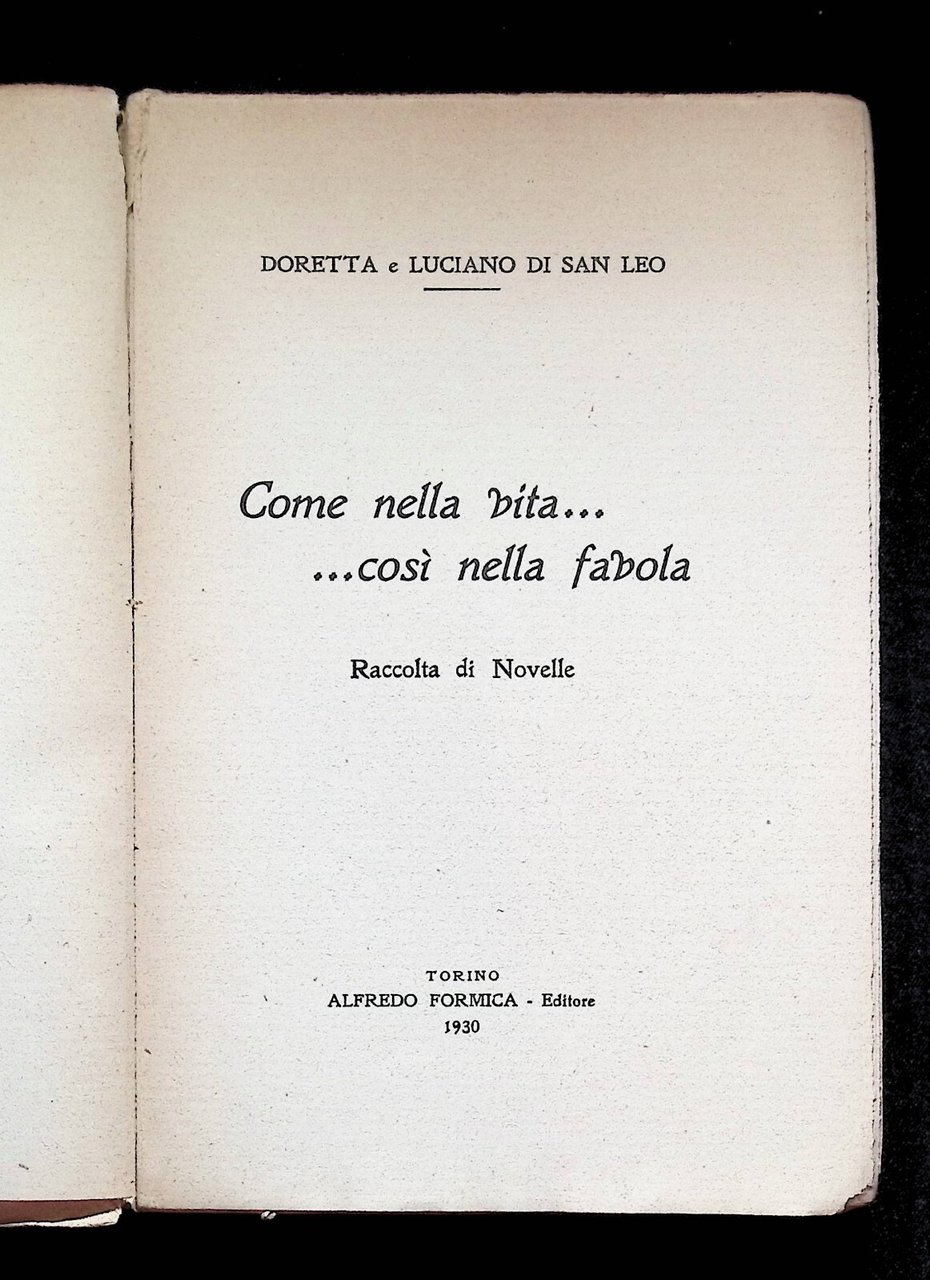 DORETTA e LUCIANO DI SAN LEO
Come nella vita...
...così nella favola
Raccolta di Novelle
TORINO
ALFREDO FORMICA - Editore
1930